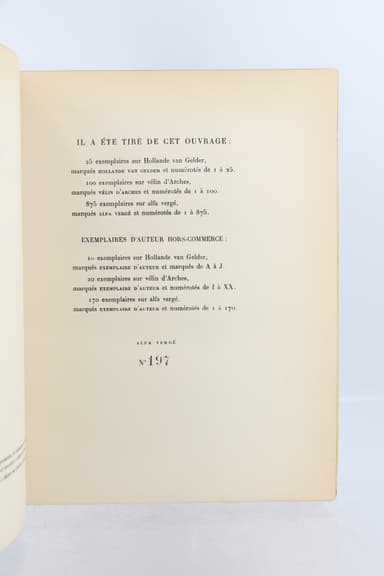 IL A ÉTÉ TIRÉ DE CET OUVRAGE :
25 exemplaires sur Hollande van Gelder,
marqués HOLLANDE VAN GELDER et numérotés de 1 à 25.
100 exemplaires sur vélin d'Arches,
marqués VÉLIN D'ARCHES et numérotés de 1 à 100.
875 exemplaires sur alfa vergé,
marqués ALFA VERGÉ et numérotés de 1 à 875.
EXEMPLAIRES D'AUTEUR HORS-COMMERCE :
10 exemplaires sur Hollande van Gelder,
marqués EXEMPLAIRE D'AUTEUR et marqués de A à J.
20 exemplaires sur vélin d'Arches,
marqués EXEMPLAIRE D'AUTEUR et numérotés de I à XX.
170 exemplaires sur alfa vergé,
marqués EXEMPLAIRE D'AUTEUR et numérotés de 1 à 170.
ALFA VERGÉ
N° 197